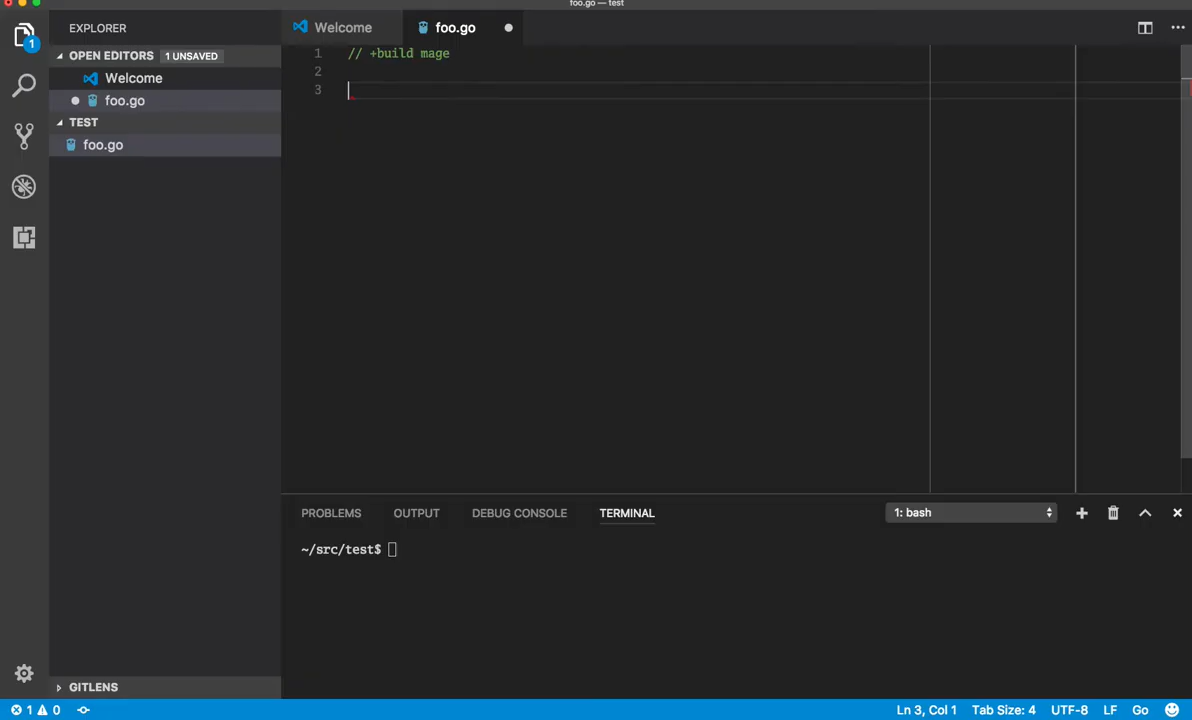 foo.go — test
EXPLORER
OPEN EDITORS 1 UNSAVED
Welcome
foo.go
TEST
foo.go
GITLENS
1
Welcome
foo.go
1 // +build mage
2
3
PROBLEMS OUTPUT DEBUG CONSOLE TERMINAL
1: bash
~/src/test$
1 0
Ln 3, Col 1 Tab Size: 4 UTF-8 LF Go